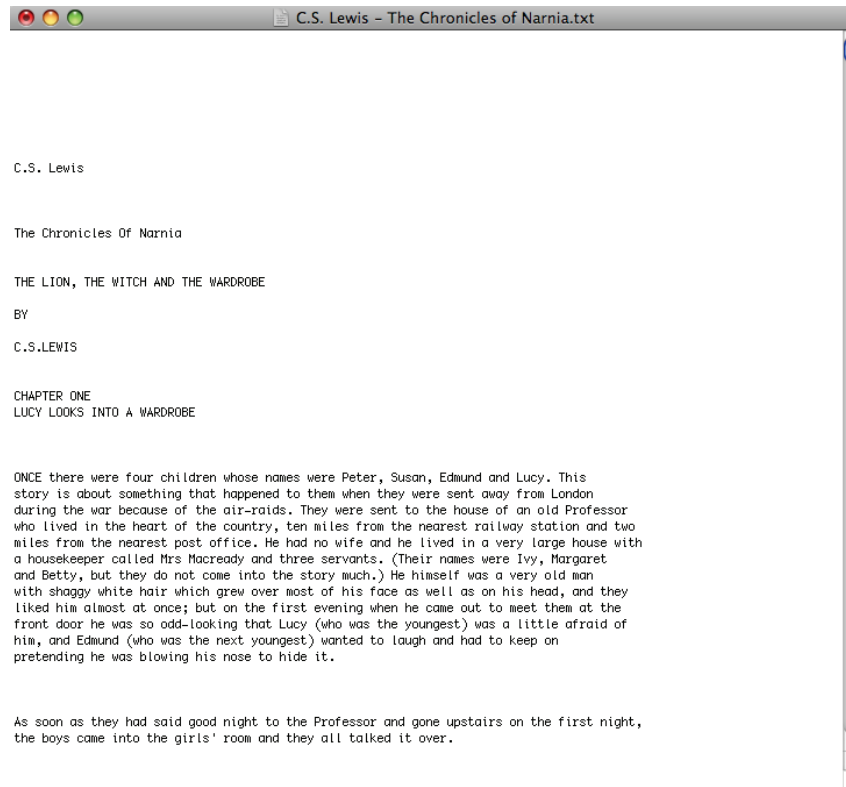 C.S. Lewis – The Chronicles of Narnia.txt
C.S. Lewis
The Chronicles Of Narnia
THE LION, THE WITCH AND THE WARDROBE
BY
C.S.LEWIS
CHAPTER ONE
LUCY LOOKS INTO A WARDROBE
ONCE there were four children whose names were Peter, Susan, Edmund and Lucy. This
story is about something that happened to them when they were sent away from London
during the war because of the air-raids. They were sent to the house of an old Professor
who lived in the heart of the country, ten miles from the nearest railway station and two
miles from the nearest post office. He had no wife and he lived in a very large house with
a housekeeper called Mrs Macready and three servants. (Their names were Ivy, Margaret
and Betty, but they do not come into the story much.) He himself was a very old man
with shaggy white hair which grew over most of his face as well as on his head, and they
liked him almost at once; but on the first evening when he came out to meet them at the
front door he was so odd-looking that Lucy (who was the youngest) was a little afraid of
him, and Edmund (who was the next youngest) wanted to laugh and had to keep on
pretending he was blowing his nose to hide it.
As soon as they had said good night to the Professor and gone upstairs on the first night,
the boys came into the girls' room and they all talked it over.